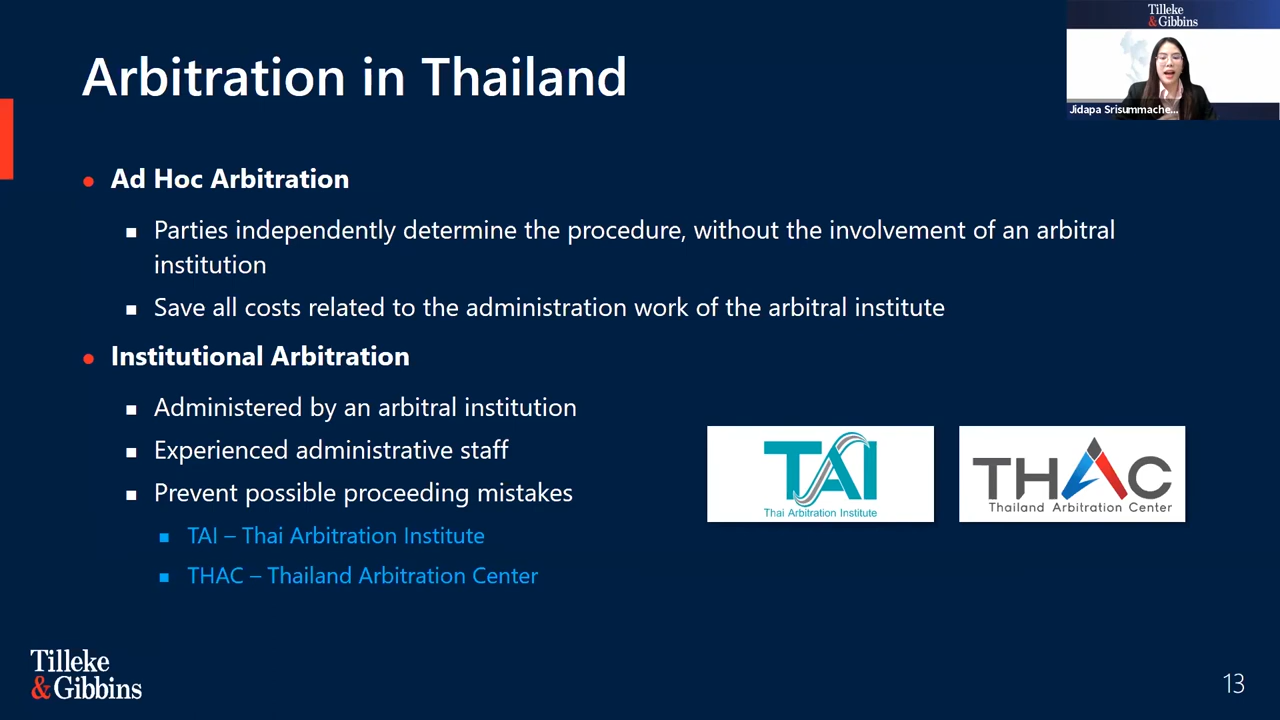 Tilleke
& Gibbins
Arbitration in Thailand
Jidapa Srisummache...
Ad Hoc Arbitration
Parties independently determine the procedure, without the involvement of an arbitral
institution
Save all costs related to the administration work of the arbitral institute
Institutional Arbitration
Administered by an arbitral institution
Experienced administrative staff
Prevent possible proceeding mistakes
TAI – Thai Arbitration Institute
THAC – Thailand Arbitration Center
TAI
Thai Arbitration Institute
THAC
Thailand Arbitration Center
Tilleke
& Gibbins
13